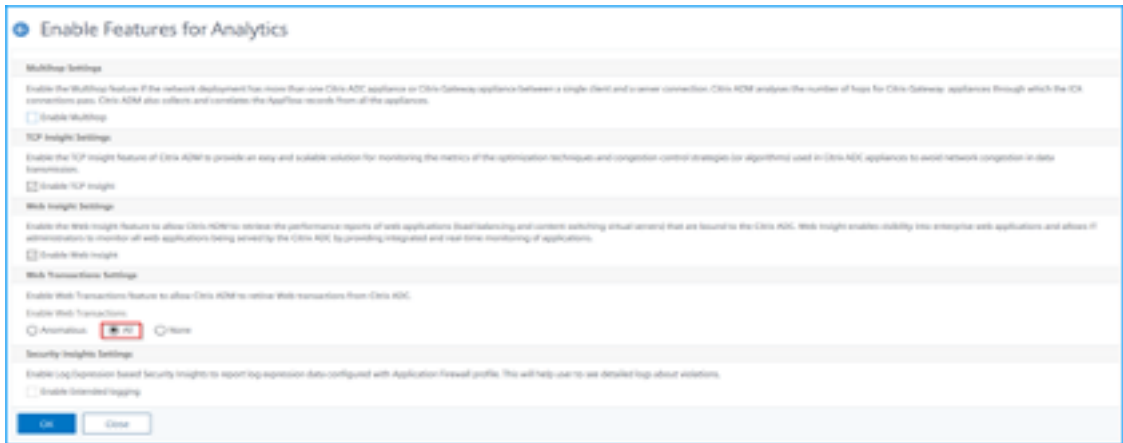 Enable Features for Analytics
Multihop Settings
Enable the Multihop feature if the network deployment has more than one Citrix ADC appliance or Citrix Gateway appliance between a single client and a server connection. Citrix ADM analyses the number of hops for Citrix Gateway appliances through which the ICA
connections pass. Citrix ADM also collects and correlates the AppFlow records from all the appliances.
Enable Multihop
TCP Insight Settings
Enable the TCP Insight feature of Citrix ADM to provide an easy and scalable solution for monitoring the metrics of the optimization techniques and congestion control strategies (or algorithms) used in Citrix ADC appliances to avoid network congestion in data
transmission.
Enable TCP Insight
Web Insight Settings
Enable the Web Insight feature to allow Citrix ADM to retrieve the performance reports of web applications (load balancing and content switching virtual servers) that are bound to the Citrix ADC. Web Insight enables visibility into enterprise web applications and allows IT
administrators to monitor all web applications being served by the Citrix ADC by providing integrated and real-time monitoring of applications.
Enable Web Insight
Web Transactions Settings
Enable Web Transactions feature to allow Citrix ADM to retrive Web transactions from Citrix ADC.
Enable Web Transactions
Anomalous All None
Security Insights Settings
Enable Log Expression based Security Insights to report log expression data configured with Application Firewall profile. This will help user to see detailed logs about violations.
Enable Extended logging
OK Close